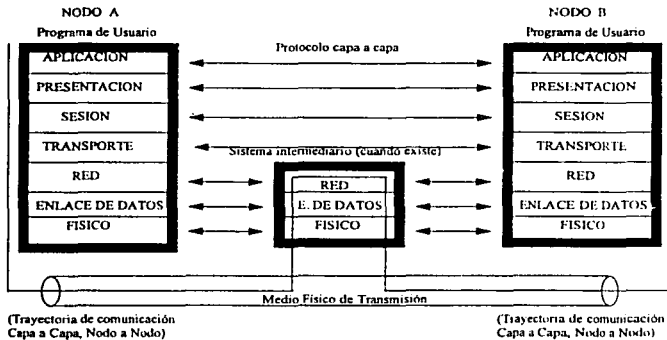 NODO A
Programa de Usuario
APLICACION
PRESENTACION
SESION
TRANSPORTE
RED
ENLACE DE DATOS
FISICO
Protocolo capa a capa
Sistema intermediario (cuando existe)
RED
E. DE DATOS
FISICO
NODO B
Programa de Usuario
APLICACION
PRESENTACION
SESION
TRANSPORTE
RED
ENLACE DE DATOS
FISICO
Medio Físico de Transmisión
(Trayectoria de comunicación
Capa a Capa, Nodo a Nodo)
(Trayectoria de comunicación
Capa a Capa, Nodo a Nodo)